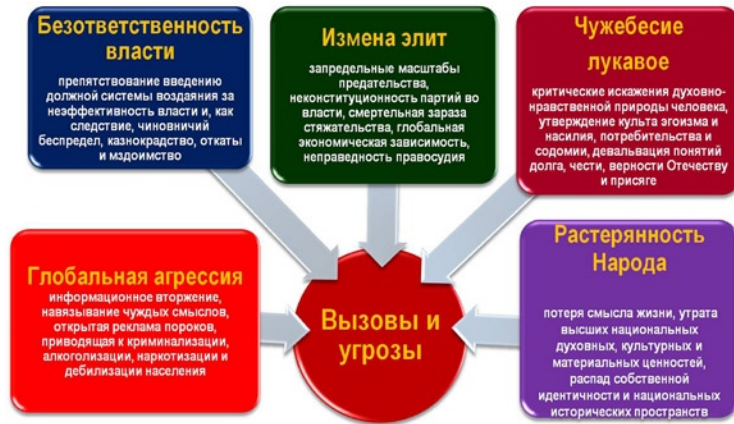 Безответственность
власти
препятствование введению
должной системы воздаяния за
неэффективность власти и, как
следствие, чиновничий
беспредел, казнокрадство, откаты
и мздоимство
Измена элит
запредельные масштабы
предательства,
неконституционность партий во
власти, смертельная зараза
стяжательства, глобальная
экономическая зависимость,
неправедность правосудия
Чужебесие
лукавое
критические искажения духовно-
нравственной природы человека,
утверждение культа эгоизма и
насилия, потребительства и
содомии, девальвация понятий
долга, чести, верности Отечеству
и присяге
Глобальная агрессия
информационное вторжение,
навязывание чуждых смыслов,
открытая реклама пороков,
приводящая к криминализации,
алкоголизации, наркотизации и
дебилизации населения
Вызовы и
угрозы
Растерянность
Народа
потеря смысла жизни, утрата
высших национальных
духовных, культурных и
материальных ценностей,
распад собственной
идентичности и национальных
исторических пространств